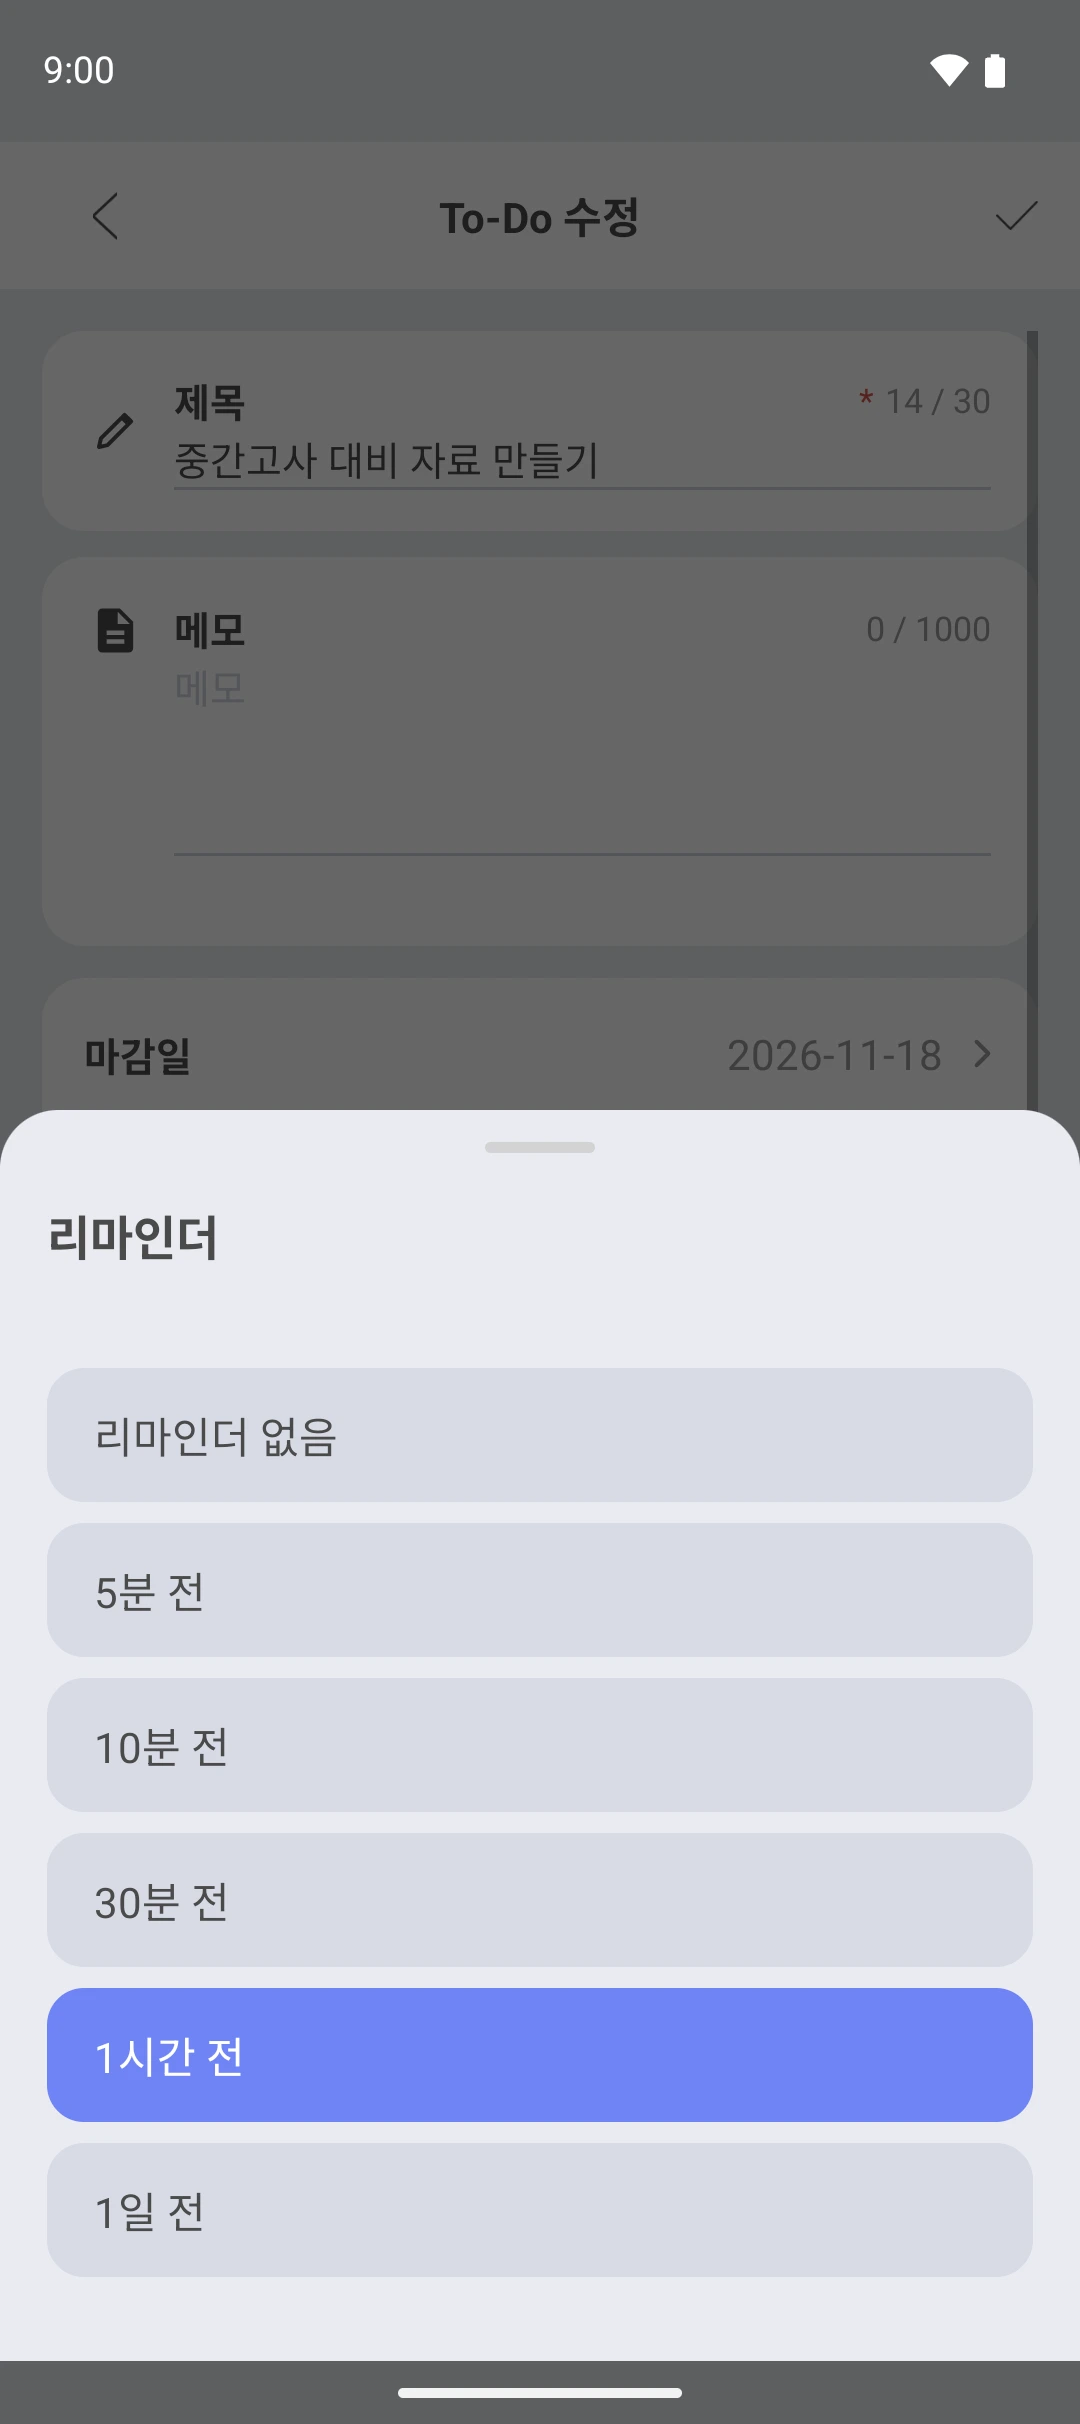 9:00
To-Do 수정
제목
* 14 / 30
중간고사 대비 자료 만들기
메모
0 / 1000
메모
마감일
2026-11-18
리마인더
리마인더 없음
5분 전
10분 전
30분 전
1시간 전
1일 전